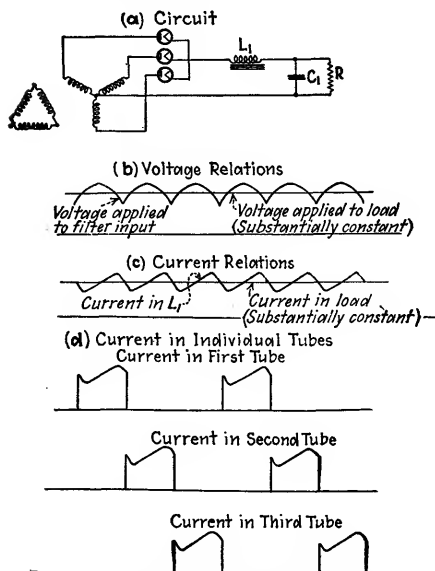 (a) Circuit
L1
C1
R
(b) Voltage Relations
Voltage applied
to filter input
Voltage applied to load
(Substantially constant)
(c) Current Relations
Current in L1
Current in load
(Substantially constant)
(d) Current in Individual Tubes
Current in First Tube
Current in Second Tube
Current in Third Tube